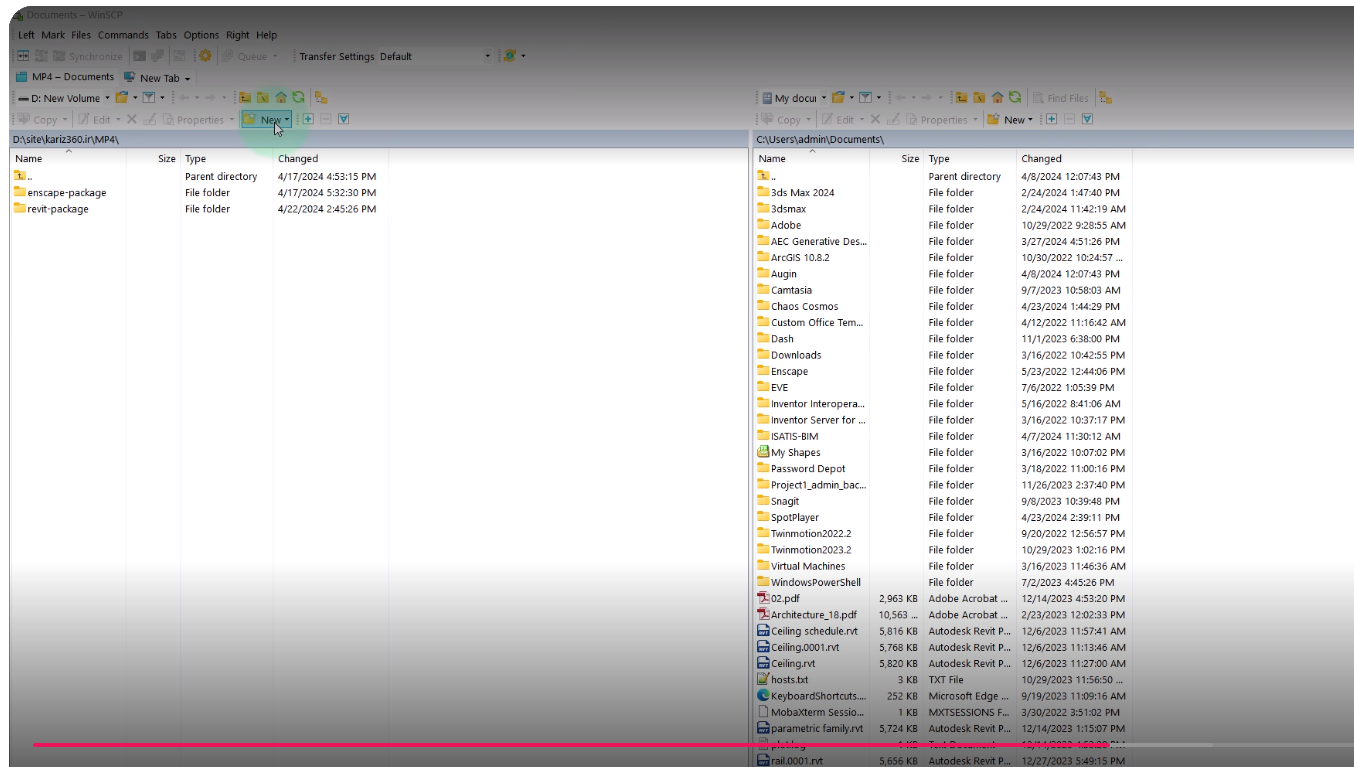 Documents – WinSCP
Left Mark Files Commands Tabs Options Right Help
Synchronize Queue Transfer Settings Default
MP4 – Documents New Tab
D: New Volume
Copy Edit Properties New
D:\site\kariz360.ir\MP4\
Name Size Type Changed
.. Parent directory 4/17/2024 4:53:15 PM
enscape-package File folder 4/17/2024 5:32:30 PM
revit-package File folder 4/22/2024 2:45:26 PM
My docu Find Files
Copy Edit Properties New
C:\Users\admin\Documents\
Name Size Type Changed
.. Parent directory 4/8/2024 12:07:43 PM
3ds Max 2024 File folder 2/24/2024 1:47:40 PM
3dsmax File folder 2/24/2024 11:42:19 AM
Adobe File folder 10/29/2022 9:28:55 AM
AEC Generative Des... File folder 3/27/2024 4:51:26 PM
ArcGIS 10.8.2 File folder 10/30/2022 10:24:57 ...
Augin File folder 4/8/2024 12:07:43 PM
Camtasia File folder 9/7/2023 10:58:03 AM
Chaos Cosmos File folder 4/23/2024 1:44:29 PM
Custom Office Tem... File folder 4/12/2022 11:16:42 AM
Dash File folder 11/1/2023 6:38:00 PM
Downloads File folder 3/16/2022 10:42:55 PM
Enscape File folder 5/23/2022 12:44:06 PM
EVE File folder 7/6/2022 1:05:39 PM
Inventor Interopera... File folder 5/16/2022 8:41:06 AM
Inventor Server for ... File folder 3/16/2022 10:37:17 PM
ISATIS-BIM File folder 4/7/2024 11:30:12 AM
My Shapes File folder 3/16/2022 10:07:02 PM
Password Depot File folder 3/18/2022 11:00:16 PM
Project1_admin_bac... File folder 11/26/2023 2:37:40 PM
Snagit File folder 9/8/2023 10:39:48 PM
SpotPlayer File folder 4/23/2024 2:39:11 PM
Twinmotion2022.2 File folder 9/20/2022 12:56:57 PM
Twinmotion2023.2 File folder 10/29/2023 1:02:16 PM
Virtual Machines File folder 3/16/2023 11:46:36 AM
WindowsPowerShell File folder 7/2/2023 4:45:26 PM
02.pdf 2,963 KB Adobe Acrobat ... 12/14/2023 4:53:20 PM
Architecture_18.pdf 10,563 ... Adobe Acrobat ... 2/23/2023 12:02:33 PM
Ceiling schedule.rvt 5,816 KB Autodesk Revit P... 12/6/2023 11:57:41 AM
Ceiling.0001.rvt 5,768 KB Autodesk Revit P... 12/6/2023 11:13:46 AM
Ceiling.rvt 5,820 KB Autodesk Revit P... 12/6/2023 11:27:00 AM
hosts.txt 3 KB TXT File 10/29/2023 11:56:50 ...
KeyboardShortcuts.... 252 KB Microsoft Edge ... 9/19/2023 11:09:16 AM
MobaXterm Sessio... 1 KB MXTSESSIONS F... 3/30/2022 3:51:02 PM
parametric family.rvt 5,724 KB Autodesk Revit P... 12/14/2023 1:15:07 PM
rail.0001.rvt 5,656 KB Autodesk Revit P... 12/27/2023 5:49:15 PM